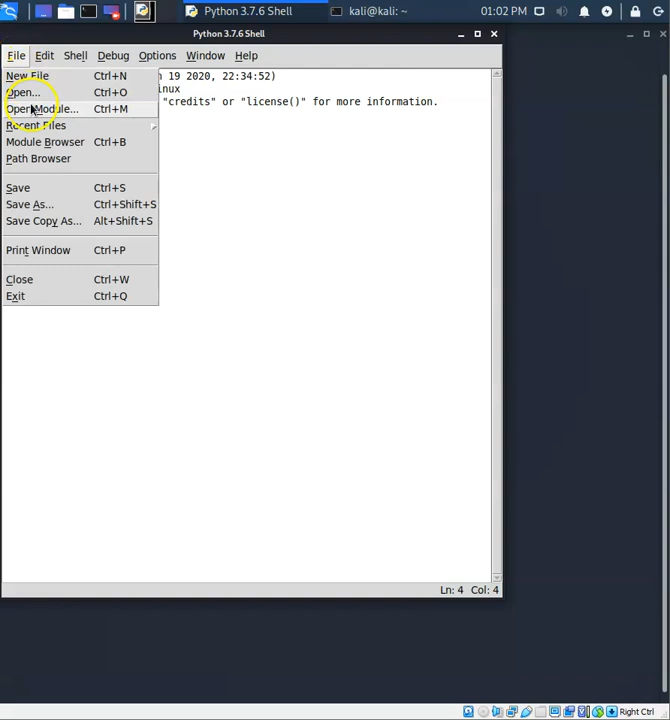 Python 3.7.6 Shell
kali@kali: ~
01:02 PM
Python 3.7.6 Shell
File Edit Shell Debug Options Window Help
n 19 2020, 22:34:52)
inux
"credits" or "license()" for more information.
New File Ctrl+N
Open... Ctrl+O
Open Module... Ctrl+M
Recent Files
Module Browser Ctrl+B
Path Browser
Save Ctrl+S
Save As... Ctrl+Shift+S
Save Copy As... Alt+Shift+S
Print Window Ctrl+P
Close Ctrl+W
Exit Ctrl+Q
Ln: 4 Col: 4
Right Ctrl